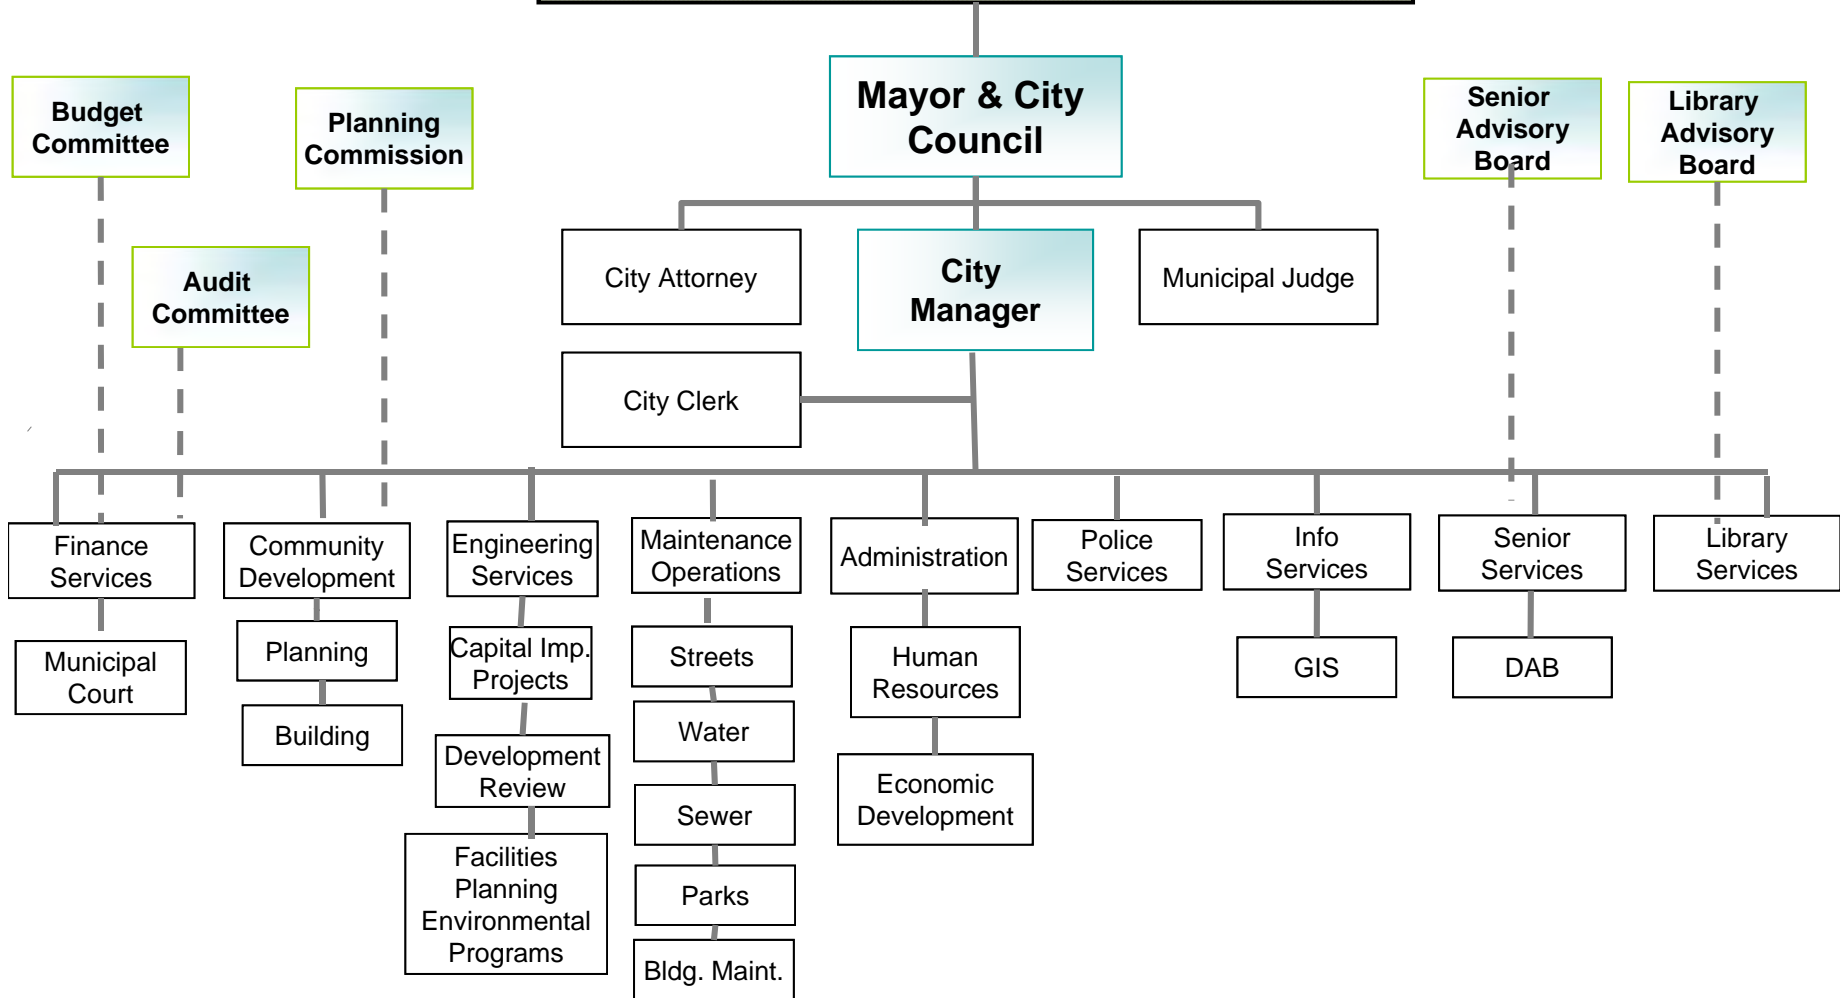 Mayor & City
Council
Budget
Committee
Planning
Commission
Senior
Advisory
Board
Library
Advisory
Board
Audit
Committee
City Attorney
City
Manager
Municipal Judge
City Clerk
Finance
Services
Community
Development
Engineering
Services
Maintenance
Operations
Administration
Police
Services
Info
Services
Senior
Services
Library
Services
Municipal
Court
Planning
Building
Capital Imp.
Projects
Development
Review
Facilities
Planning
Environmental
Programs
Streets
Water
Sewer
Parks
Bldg. Maint.
Human
Resources
Economic
Development
GIS
DAB